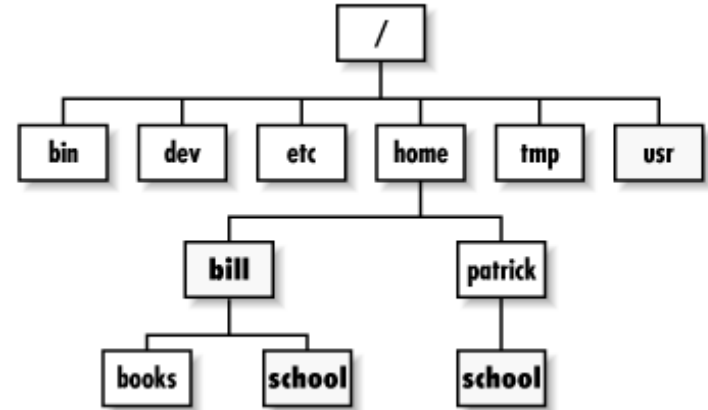 /
bin dev etc home tmp usr
bill patrick
books school school